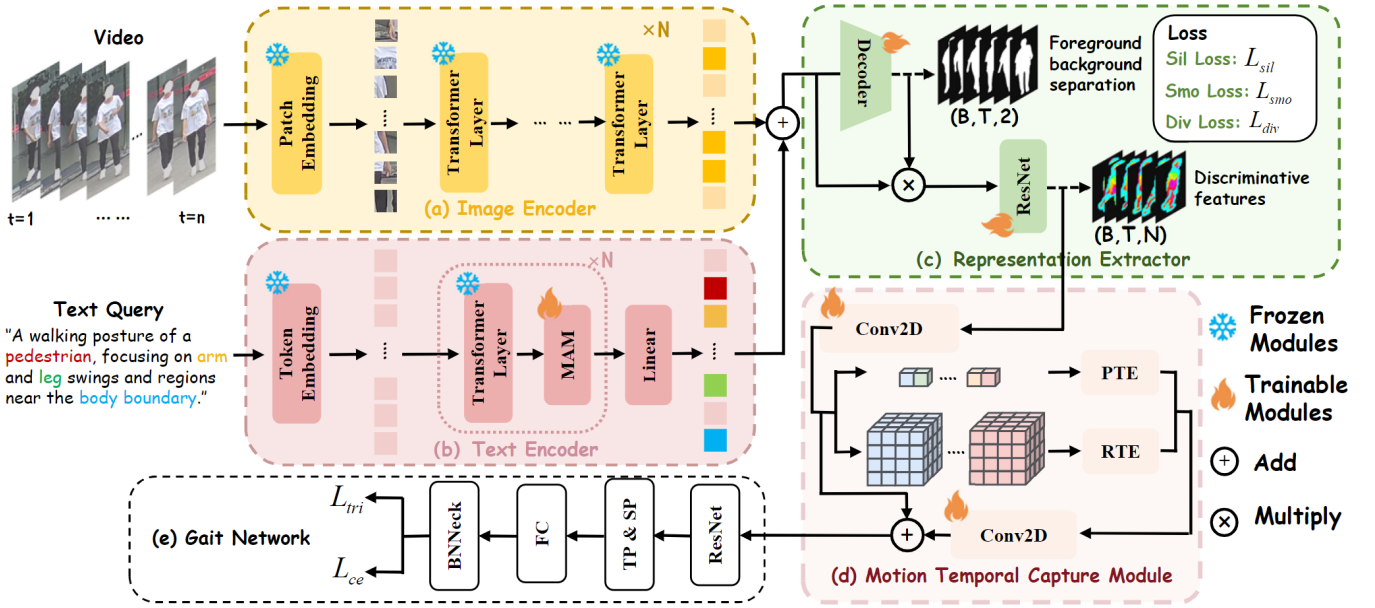 Video
t=1
... ...
t=n
Patch
Embedding
Transformer
Layer
... ...
Transformer
Layer
×N
(a) Image Encoder
Text Query
"A walking posture of a
pedestrian, focusing on arm
and leg swings and regions
near the body boundary."
Token
Embedding
Transformer
Layer
MAM
×N
Linear
(b) Text Encoder
Decoder
(B,T,2)
Foreground
background
separation
Loss
Sil Loss: L_sil
Smo Loss: L_smo
Div Loss: L_div
ResNet
(B,T,N)
Discriminative
features
(c) Representation Extractor
Conv2D
PTE
RTE
Conv2D
(d) Motion Temporal Capture Module
Frozen
Modules
Trainable
Modules
Add
Multiply
(e) Gait Network
L_tri
L_ce
BNNeck
FC
TP & SP
ResNet